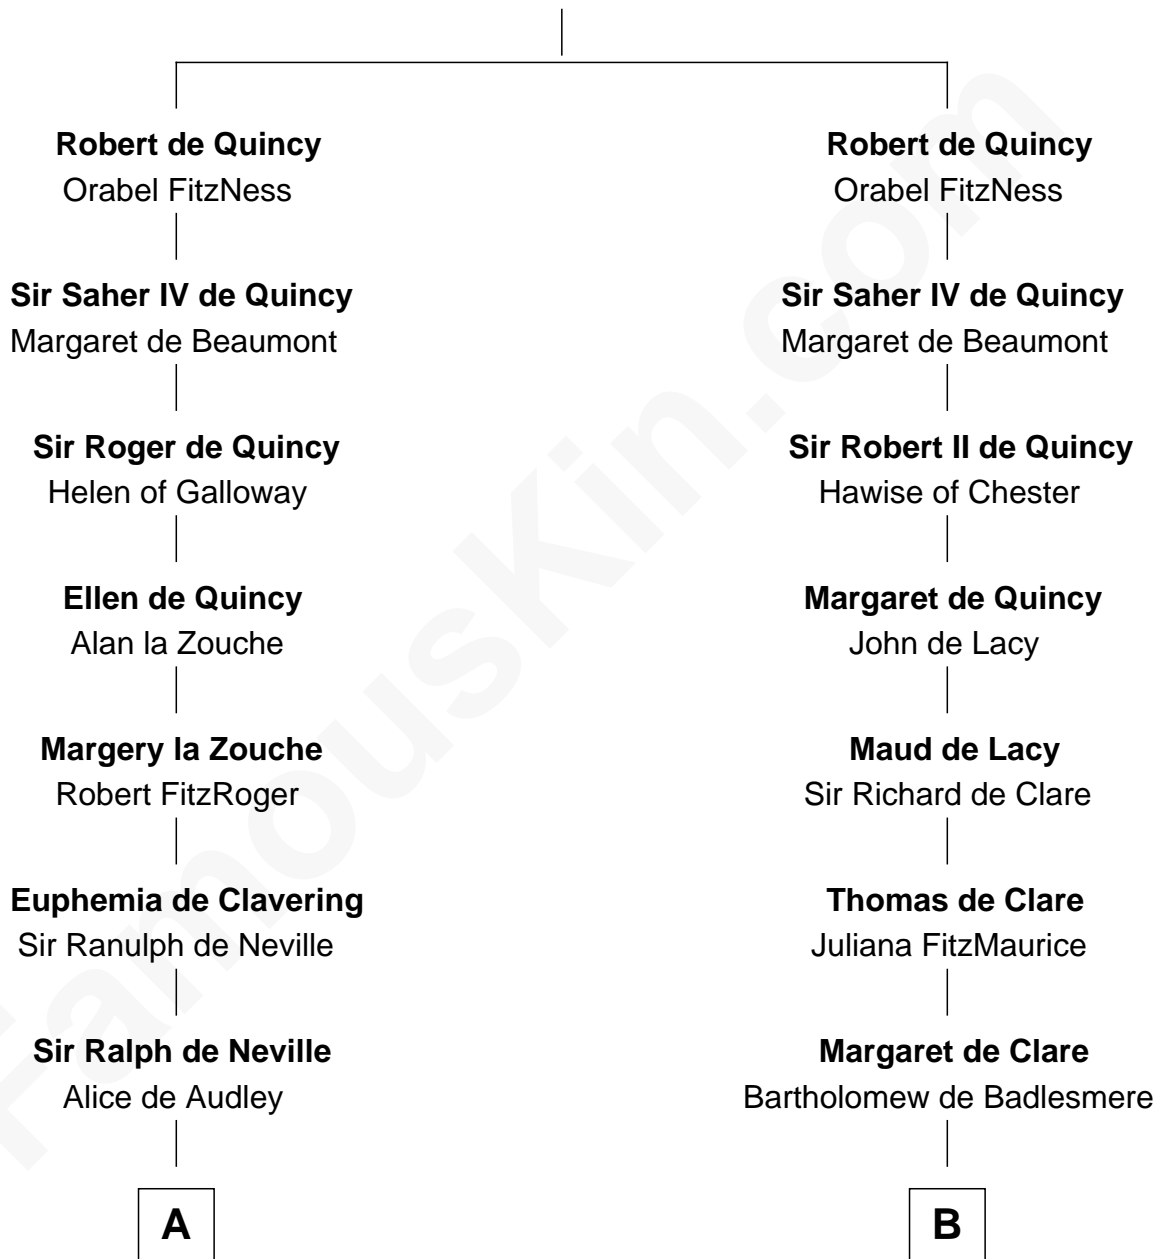 Robert de Quincy
Orabel FitzNess
Sir Saher IV de Quincy
Margaret de Beaumont
Sir Roger de Quincy
Helen of Galloway
Ellen de Quincy
Alan la Zouche
Margery la Zouche
Robert FitzRoger
Euphemia de Clavering
Sir Ranulph de Neville
Sir Ralph de Neville
Alice de Audley
A
Robert de Quincy
Orabel FitzNess
Sir Saher IV de Quincy
Margaret de Beaumont
Sir Robert II de Quincy
Hawise of Chester
Margaret de Quincy
John de Lacy
Maud de Lacy
Sir Richard de Clare
Thomas de Clare
Juliana FitzMaurice
Margaret de Clare
Bartholomew de Badlesmere
B
FamousKin.com